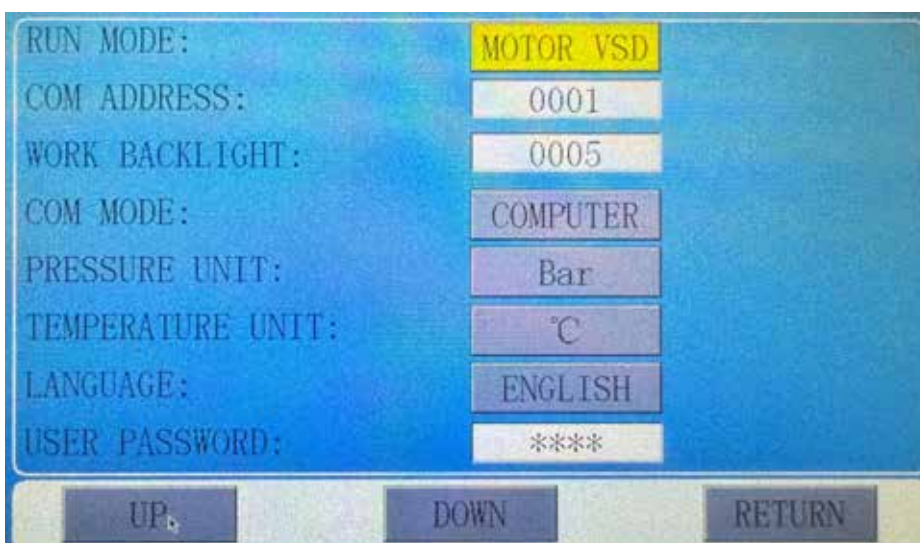 RUN MODE: MOTOR VSD
COM ADDRESS: 0001
WORK BACKLIGHT: 0005
COM MODE: COMPUTER
PRESSURE UNIT: Bar
TEMPERATURE UNIT: ℃
LANGUAGE: ENGLISH
USER PASSWORD: ****
UP DOWN RETURN